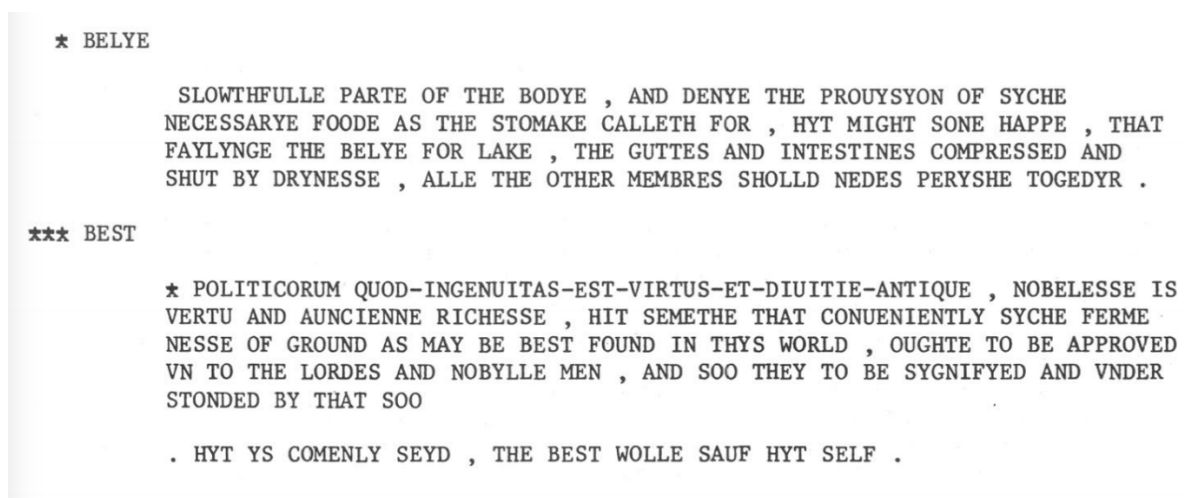 * BELYE
SLOWTHFULLE PARTE OF THE BODYE , AND DENYE THE PROUYSYON OF SYCHE
NECESSARYE FOODE AS THE STOMAKE CALLETH FOR , HYT MIGHT SONE HAPPE , THAT
FAYLYNGE THE BELYE FOR LAKE , THE GUTTES AND INTESTINES COMPRESSED AND
SHUT BY DRYNESSE , ALLE THE OTHER MEMBRES SHOLLD NEDES PERYSHE TOGEDYR .
*** BEST
* POLITICORUM QUOD-INGENUITAS-EST-VIRTUS-ET-DIUITIE-ANTIQUE , NOBELESSE IS
VERTU AND AUNCIENNE RICHESSE , HIT SEMETHE THAT CONUENIENTLY SYCHE FERME
NESSE OF GROUND AS MAY BE BEST FOUND IN THYS WORLD , OUGHTE TO BE APPROVED
VN TO THE LORDES AND NOBYLLE MEN , AND SOO THEY TO BE SYGNIFYED AND VNDER
STONDED BY THAT SOO
. HYT YS COMENLY SEYD , THE BEST WOLLE SAUF HYT SELF .